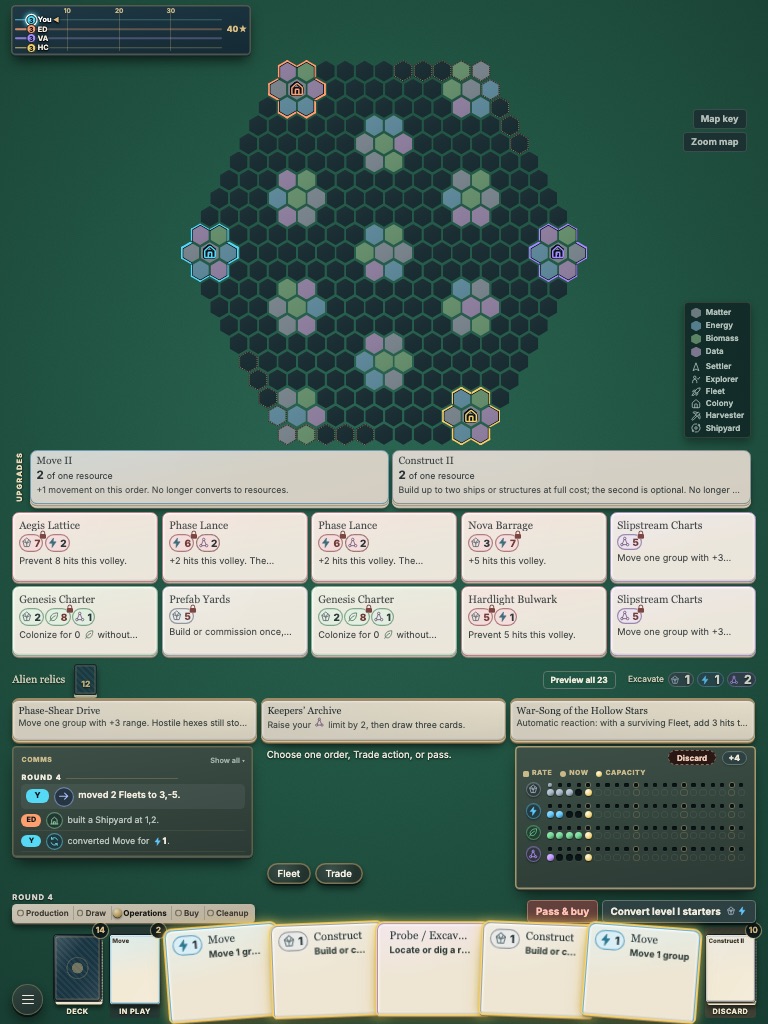 10 20 30
3 You
3 ED
3 VA
3 HC
40★
Map key
Zoom map
Matter
Energy
Biomass
Data
Settler
Explorer
Fleet
Colony
Harvester
Shipyard
UPGRADES
Move II
2 of one resource
+1 movement on this order. No longer converts to resources.
Construct II
2 of one resource
Build up to two ships or structures at full cost; the second is optional. No longer ...
Aegis Lattice
7 2
Prevent 8 hits this volley.
Phase Lance
6 2
+2 hits this volley. The...
Phase Lance
6 2
+2 hits this volley. The...
Nova Barrage
3 7
+5 hits this volley.
Slipstream Charts
5
Move one group with +3...
Genesis Charter
2 8 1
Colonize for 0 without...
Prefab Yards
5
Build or commission once,...
Genesis Charter
2 8 1
Colonize for 0 without...
Hardlight Bulwark
5 1
Prevent 5 hits this volley.
Slipstream Charts
5
Move one group with +3...
Alien relics
12
Preview all 23
Excavate 1 1 2
Phase-Shear Drive
Move one group with +3 range. Hostile hexes still sto...
Keepers' Archive
Raise your limit by 2, then draw three cards.
War-Song of the Hollow Stars
Automatic reaction: with a surviving Fleet, add 3 hits t...
COMMS
Show all
ROUND 4
Y moved 2 Fleets to 3,-5.
ED built a Shipyard at 1,2.
Y converted Move for 1.
Choose one order, Trade action, or pass.
Fleet
Trade
Discard
+4
RATE NOW CAPACITY
ROUND 4
Production
Draw
Operations
Buy
Cleanup
Pass & buy
Convert level I starters
14
DECK
2
Move
IN PLAY
1 Move
Move 1 gr...
1 Construct
Build or c...
Probe / Excav...
Locate or dig a r...
1 Construct
Build or c...
1 Move
Move 1 group
10
Construct II
DISCARD